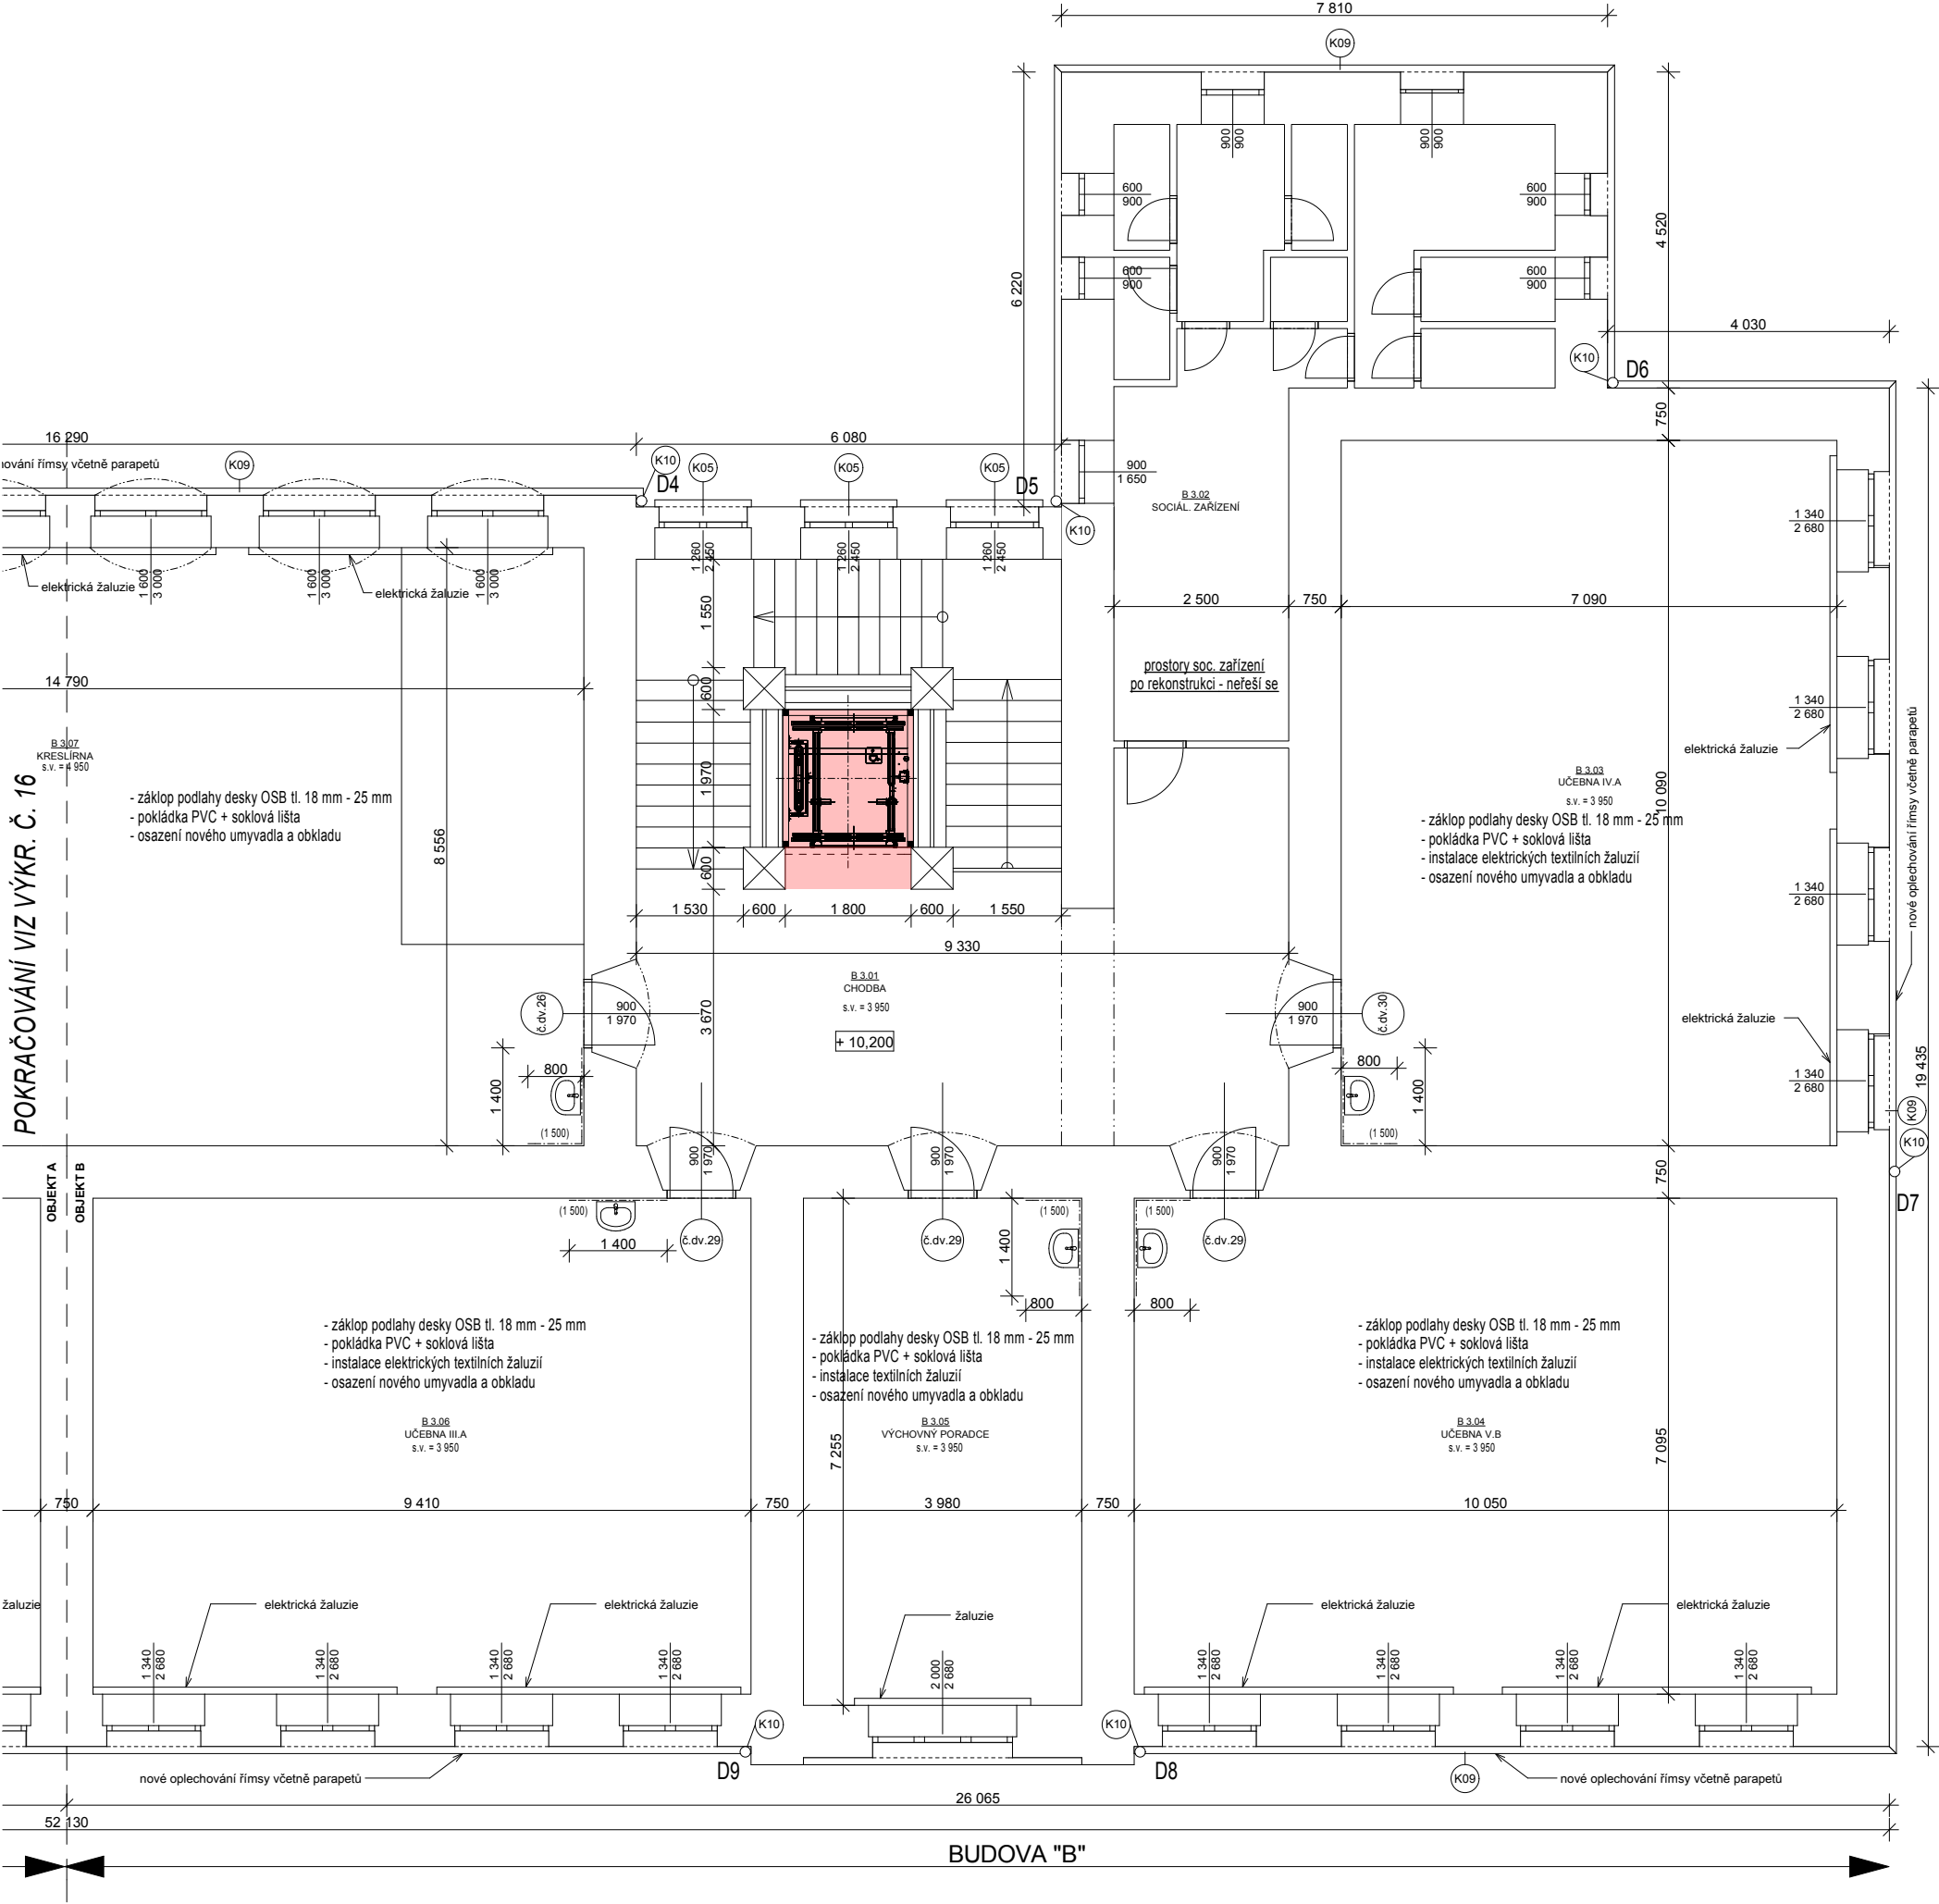 7 810
K09
900
900
900
900
600
900
600
900
600
900
600
900
4 520
6 220
4 030
K10
D6
750
16 290
6 080
ování římsy včetně parapetů
K09
K10
D4
K05
K05
K05
D5
K10
900
1 650
B 3.02
SOCIÁL. ZAŘÍZENÍ
1 340
2 680
1 260
2 450
1 260
2 450
1 260
2 450
elektrická žaluzie
1 600
3 000
1 600
3 000
elektrická žaluzie
1 600
3 000
1 550
2 500
750
7 090
prostory soc. zařízení
po rekonstrukci - neřeší se
14 790
600
1 340
2 680
elektrická žaluzie
nové oplechování římsy včetně parapetů
B 3.07
KRESLÍRNA
s.v. = 4 950
POKRAČOVÁNÍ VIZ VÝKR. Č. 16
1 970
- záklop podlahy desky OSB tl. 18 mm - 25 mm
- pokládka PVC + soklová lišta
- osazení nového umyvadla a obkladu
8 556
B 3.03
UČEBNA IV.A
s.v. = 3 950
10 090
- záklop podlahy desky OSB tl. 18 mm - 25 mm
- pokládka PVC + soklová lišta
- instalace elektrických textilních žaluzií
- osazení nového umyvadla a obkladu
600
1 340
2 680
1 530
600
1 800
600
1 550
9 330
B 3.01
CHODBA
s.v. = 3 950
+ 10,200
č.dv.26
900
1 970
3 670
900
1 970
č.dv.30
elektrická žaluzie
1 340
2 680
19 435
800
1 400
(1 500)
800
1 400
(1 500)
K09
K10
D7
OBJEKT A
OBJEKT B
900
1 970
900
1 970
900
1 970
750
(1 500)
1 400
č.dv.29
č.dv.29
(1 500)
1 400
800
(1 500)
800
č.dv.29
- záklop podlahy desky OSB tl. 18 mm - 25 mm
- pokládka PVC + soklová lišta
- instalace elektrických textilních žaluzií
- osazení nového umyvadla a obkladu
- záklop podlahy desky OSB tl. 18 mm - 25 mm
- pokládka PVC + soklová lišta
- instalace textilních žaluzií
- osazení nového umyvadla a obkladu
- záklop podlahy desky OSB tl. 18 mm - 25 mm
- pokládka PVC + soklová lišta
- instalace elektrických textilních žaluzií
- osazení nového umyvadla a obkladu
B 3.06
UČEBNA III.A
s.v. = 3 950
B 3.05
VÝCHOVNÝ PORADCE
s.v. = 3 950
B 3.04
UČEBNA V.B
s.v. = 3 950
7 255
7 095
750
9 410
750
3 980
750
10 050
žaluzie
elektrická žaluzie
elektrická žaluzie
žaluzie
elektrická žaluzie
elektrická žaluzie
1 340
2 680
1 340
2 680
1 340
2 680
1 340
2 680
2 000
2 680
1 340
2 680
1 340
2 680
1 340
2 680
1 340
2 680
K10
D9
K10
D8
nové oplechování římsy včetně parapetů
K09
nové oplechování římsy včetně parapetů
26 065
52 130
BUDOVA "B"